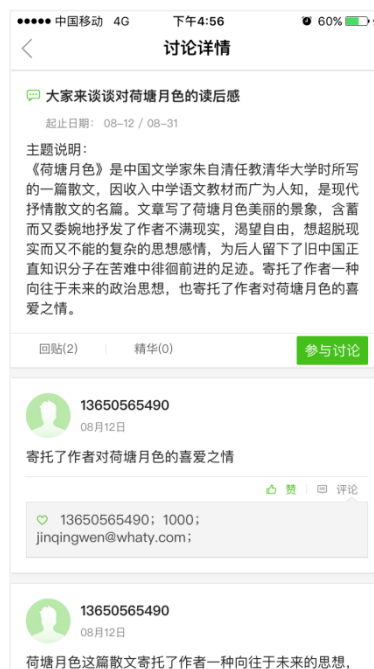 中国移动 4G 下午4:56 60%
讨论详情
大家来谈谈对荷塘月色的读后感
起止日期: 08-12 / 08-31
主题说明:
《荷塘月色》是中国文学家朱自清任教清华大学时所写
的一篇散文，因收入中学语文教材而广为人知，是现代
抒情散文的名篇。文章写了荷塘月色美丽的景象，含蓄
而又委婉地抒发了作者不满现实，渴望自由，想超脱现
实而又不能的复杂的思想感情，为后人留下了旧中国正
直知识分子在苦难中徘徊前进的足迹。寄托了作者一种
向往于未来的政治思想，也寄托了作者对荷塘月色的喜
爱之情。
回贴(2) 精华(0) 参与讨论
13650565490
08月12日
寄托了作者对荷塘月色的喜爱之情
赞 评论
13650565490；1000；
jinqingwen@whaty.com；
13650565490
08月12日
荷塘月色这篇散文寄托了作者一种向往于未来的思想，